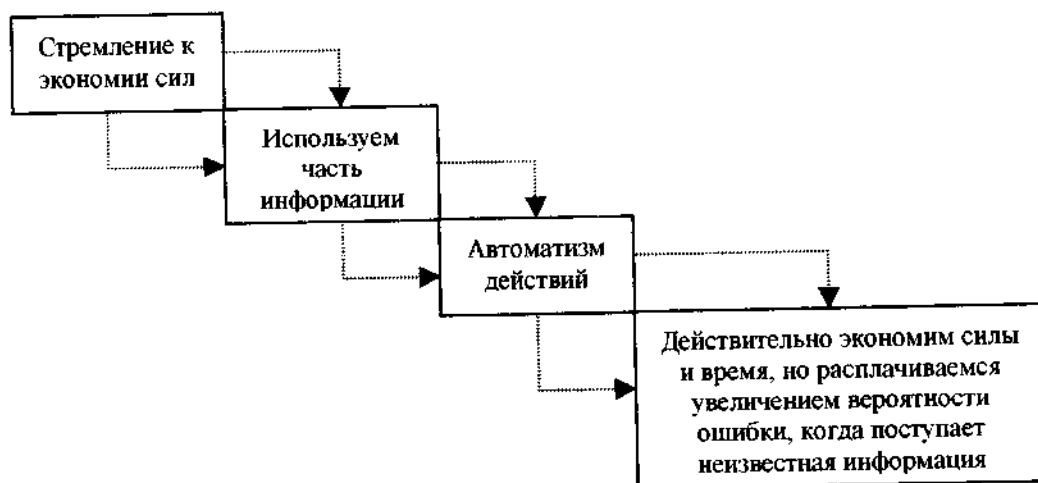 Стремление к
экономии сил
Используем
часть
информации
Автоматизм
действий
Действительно экономим силы
и время, но расплачиваемся
увеличением вероятности
ошибки, когда поступает
неизвестная информация